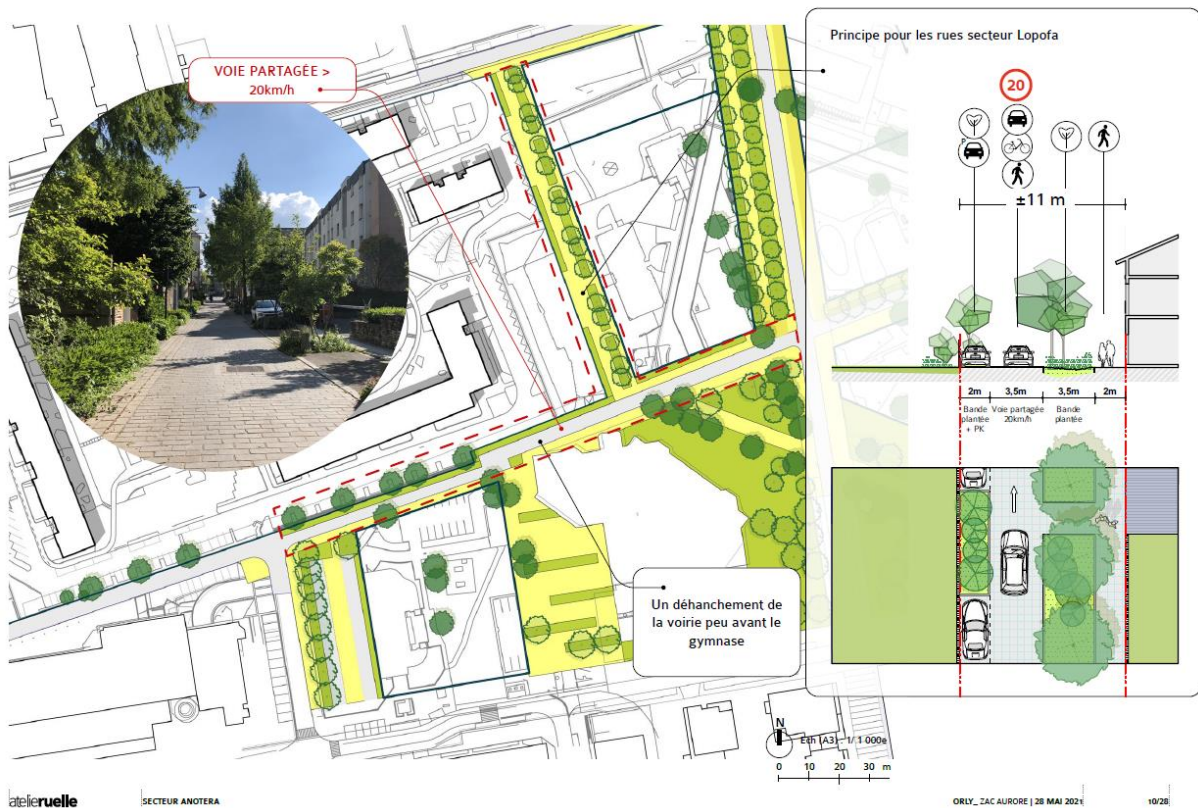 VOIE PARTAGÉE >
20km/h
Principe pour les rues secteur Lopofa
20
P
±11 m
2m
3,5m
3,5m
2m
Bande
plantée
+ PK
Voie partagée
20km/h
Bande
plantée
Un déhanchement de
la voirie peu avant le
gymnase
N
Ech (A3) : 1/ 1 000e
0 10 20 30 m
atelierruelle
SECTEUR ANOTERA
ORLY_ ZAC AURORE | 28 MAI 2021
10/28